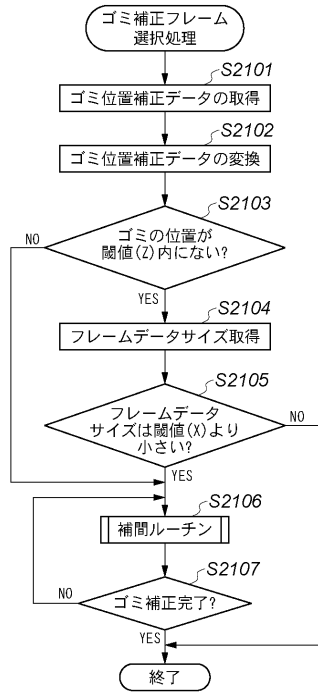 ゴミ補正フレーム
選択処理
S2101
ゴミ位置補正データの取得
S2102
ゴミ位置補正データの変換
S2103
ゴミの位置が
閾値(Z)内にない?
NO
YES
S2104
フレームデータサイズ取得
S2105
フレームデータ
サイズは閾値(X)より
小さい?
NO
YES
S2106
補間ルーチン
S2107
ゴミ補正完了?
NO
YES
終了